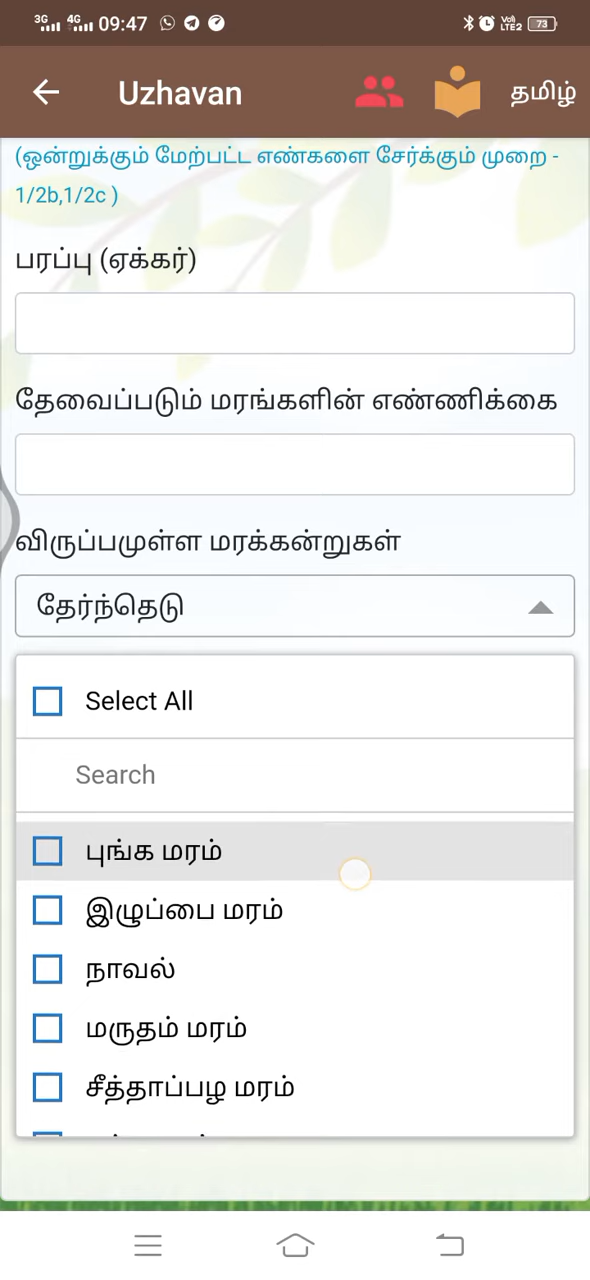 3G 4G 09:47 Vo) LTE2 73
Uzhavan தமிழ்
(ஒன்றுக்கும் மேற்பட்ட எண்களை சேர்க்கும் முறை -
1/2b,1/2c )
பரப்பு (ஏக்கர்)
தேவைப்படும் மரங்களின் எண்ணிக்கை
விருப்பமுள்ள மரக்கன்றுகள்
தேர்ந்தெடு
Select All
Search
புங்க மரம்
இழுப்பை மரம்
நாவல்
மருதம் மரம்
சீத்தாப்பழ மரம்